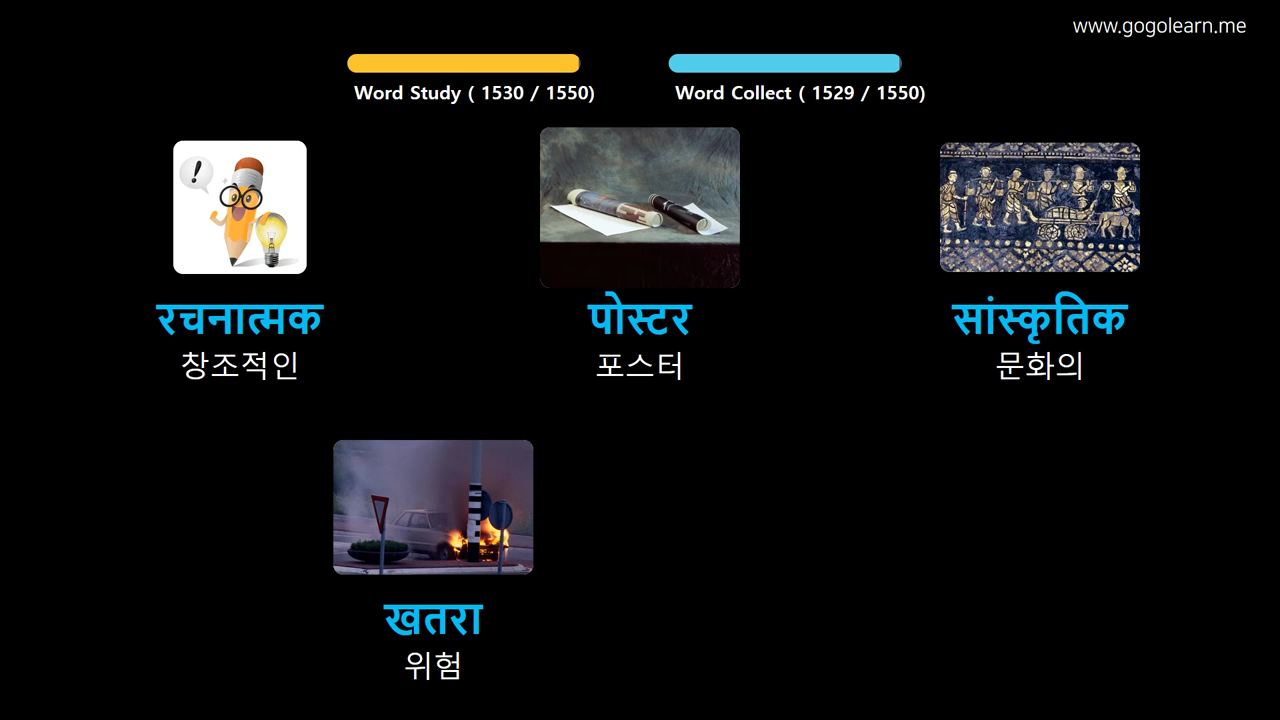 www.gogolearn.me
Word Study ( 1530 / 1550)
Word Collect ( 1529 / 1550)
रचनात्मक
창조적인
पोस्टर
포스터
सांस्कृतिक
문화의
खतरा
위험